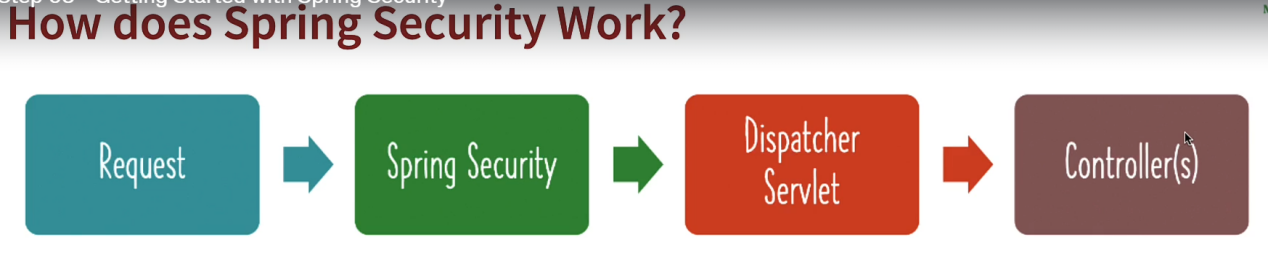 How does Spring Security Work?
Request
Spring Security
Dispatcher
Servlet
Controller(s)